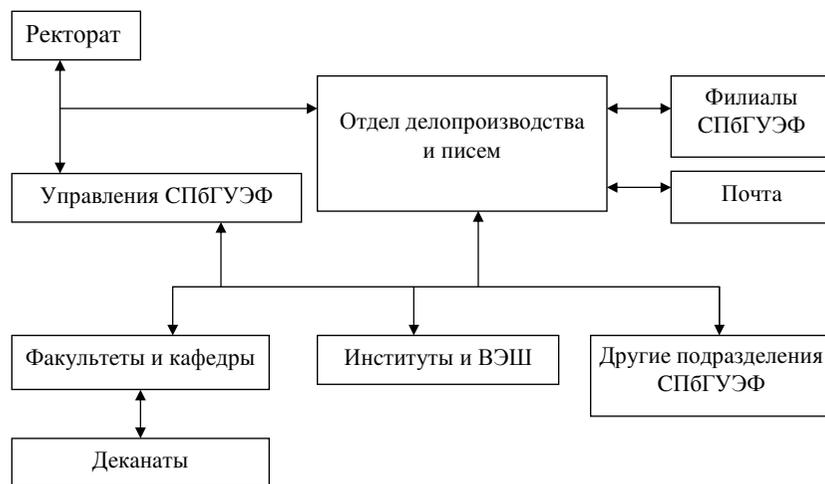 Ректорат
Отдел делопроизводства
и писем
Филиалы
СПбГУЭФ
Управления СПбГУЭФ
Почта
Факультеты и кафедры
Институты и ВЭШ
Другие подразделения
СПбГУЭФ
Деканаты